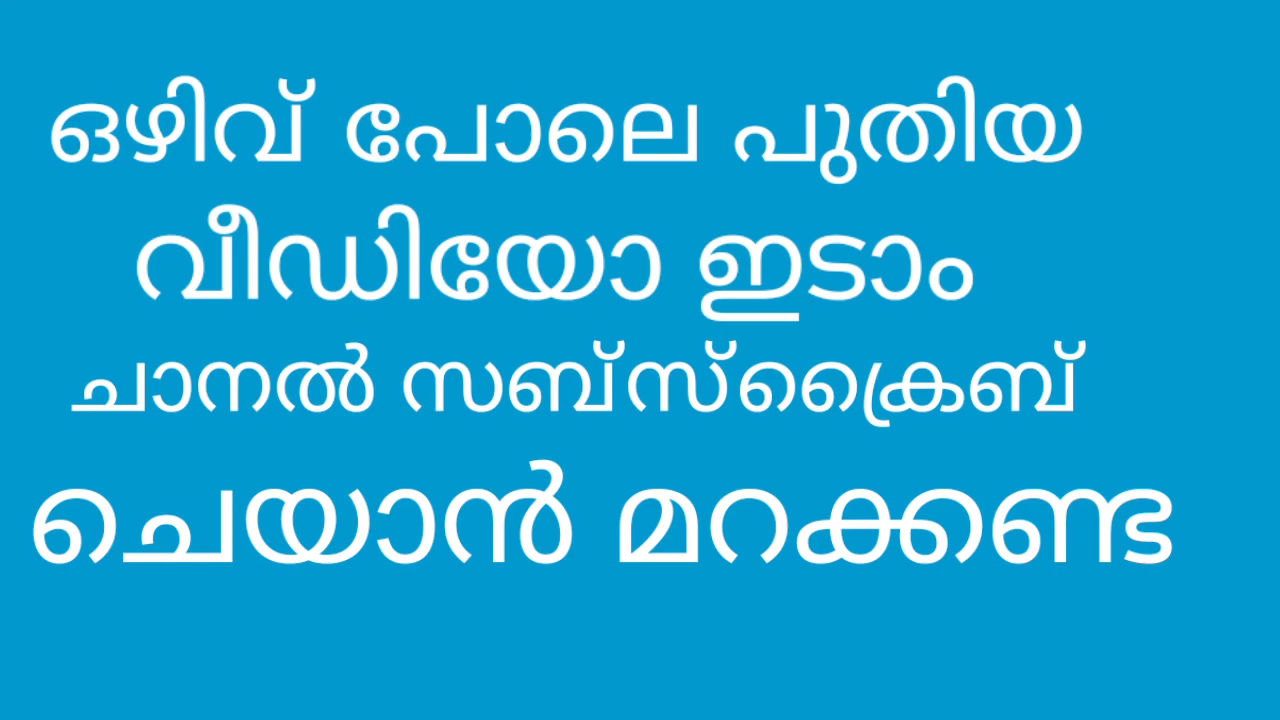 ഒഴിവ് പോലെ പുതിയ
വീഡിയോ ഇടാം
ചാനൽ സബ്സ്ക്രൈബ്
ചെയാൻ മറക്കണ്ട